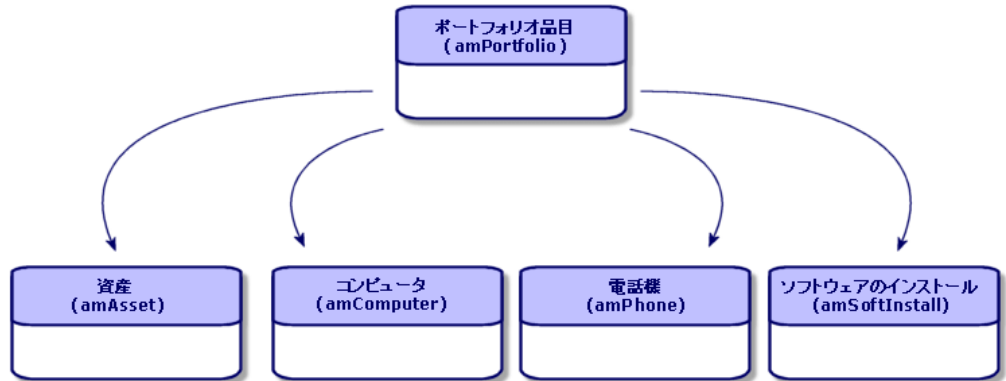 ポートフォリオ品目
(amPortfolio)
資産
(amAsset)
コンピュータ
(amComputer)
電話機
(amPhone)
ソフトウェアのインストール
(amSoftInstall)